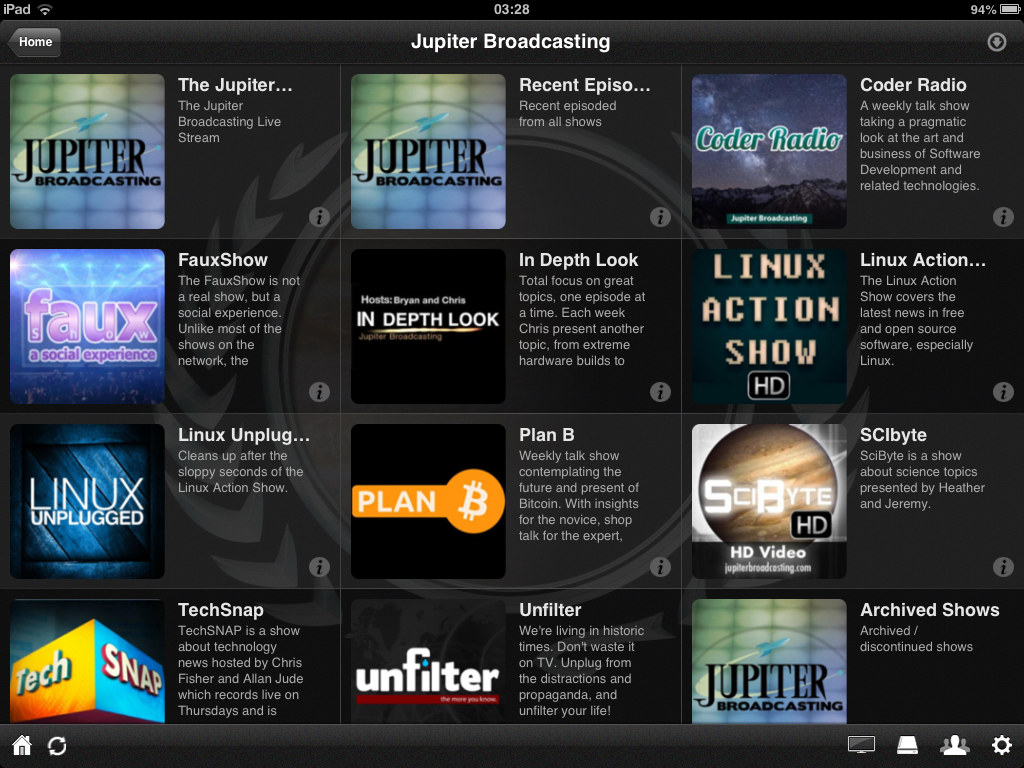 iPad 03:28 94%
Home Jupiter Broadcasting
JUPITER
BROADCASTING
The Jupiter...
The Jupiter
Broadcasting Live
Stream
i
JUPITER
BROADCASTING
Recent Episo...
Recent episoded
from all shows
i
Coder Radio
Jupiter Broadcasting
Coder Radio
A weekly talk show
taking a pragmatic
look at the art and
business of Software
Development and
related technologies.
i
faux
show
a social experience
FauxShow
The FauxShow is not
a real show, but a
social experience.
Unlike most of the
shows on the
network, the
i
Hosts: Bryan and Chris
IN DEPTH LOOK
Jupiter Broadcasting
In Depth Look
Total focus on great
topics, one episode at
a time. Each week
Chris present another
topic, from extreme
hardware builds to
i
LINUX
ACTION
SHOW
HD
Linux Action...
The Linux Action
Show covers the
latest news in free
and open source
software, especially
Linux.
i
LINUX
UNPLUGGED
Linux Unplug...
Cleans up after the
sloppy seconds of the
Linux Action Show.
i
PLAN B
Plan B
Weekly talk show
contemplating the
future and present of
Bitcoin. With insights
for the novice, shop
talk for the expert,
i
SCIBYTE
HD
HD Video
jupiterbroadcasting.com
SCIbyte
SciByte is a show
about science topics
presented by Heather
and Jeremy.
i
Tech SNAP
TechSnap
TechSNAP is a show
about technology
news hosted by Chris
Fisher and Allan Jude
which records live on
Thursdays and is
unfilter
the more you know.
Unfilter
We're living in historic
times. Don't waste it
on TV. Unplug from
the distractions and
propaganda, and
unfilter your life!
JUPITER
BROADCASTING
Archived Shows
Archived /
discontinued shows